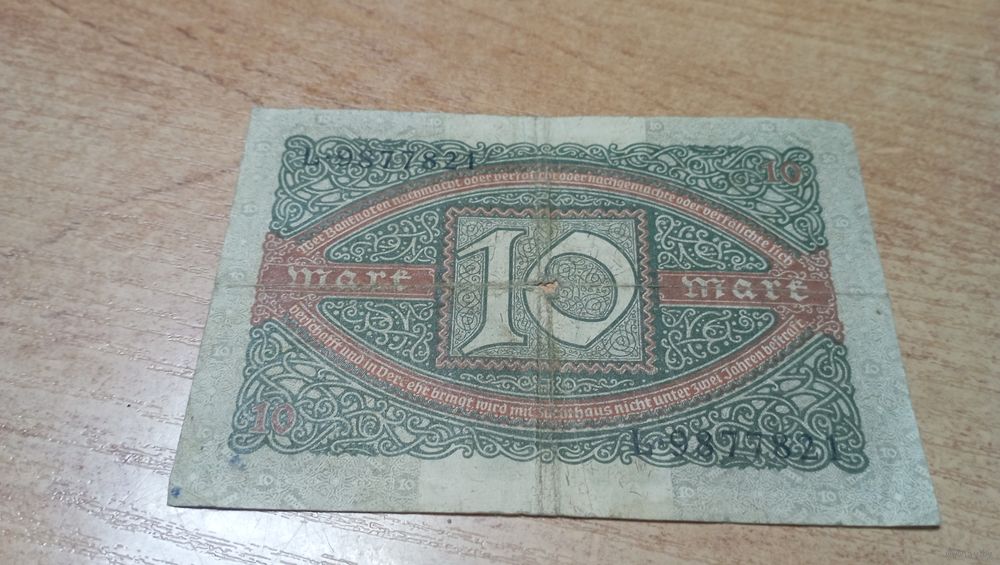 L·9877821
10
Wer Banknoten nachmacht oder verfälscht oder nachgemachte oder verfälschte sich
Mark
10
Mark
verschafft und in Verkehr bringt wird mit Zuchthaus nicht unter zwei Jahren bestraft
10
L·9877821